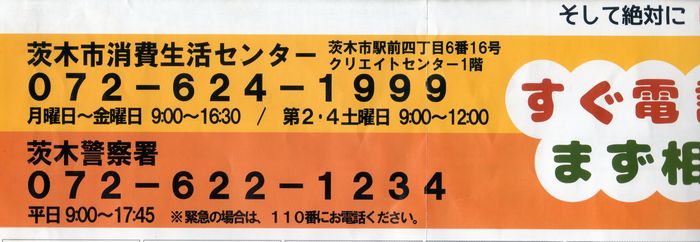 そして絶対に
茨木市消費生活センター 茨木市駅前四丁目6番16号
クリエイトセンター1階
072-624-1999
月曜日～金曜日 9:00～16:30 / 第2・4土曜日 9:00～12:00
すぐ電
まず相
茨木警察署
072-622-1234
平日9:00～17:45 ※緊急の場合は、110番にお電話ください。